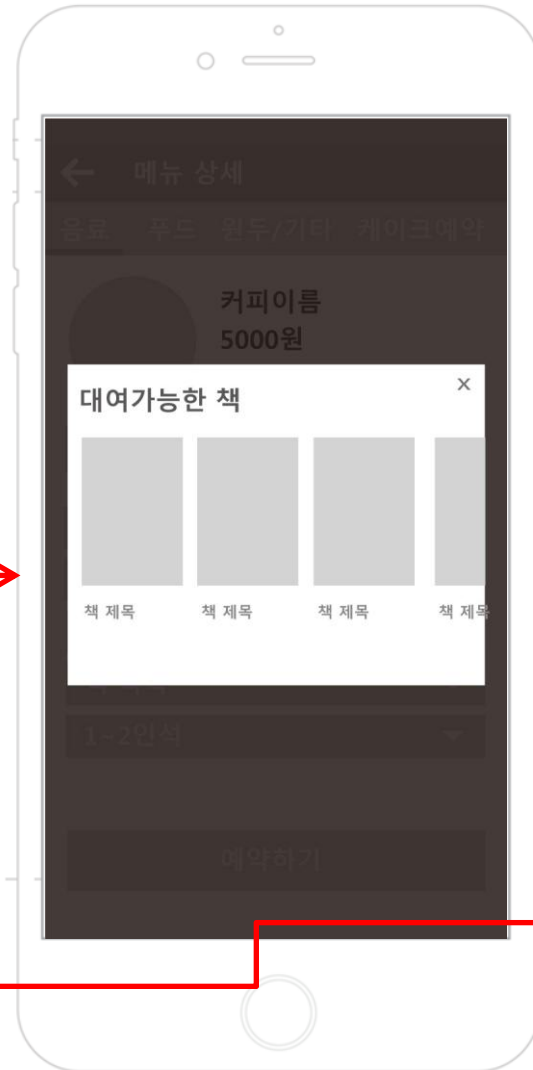 메뉴 상세
음료 푸드 원두/기타 케이크예약
커피이름
5000원
대여가능한 책
X
책 제목 책 제목 책 제목 책 제목
1~2인석
예약하기